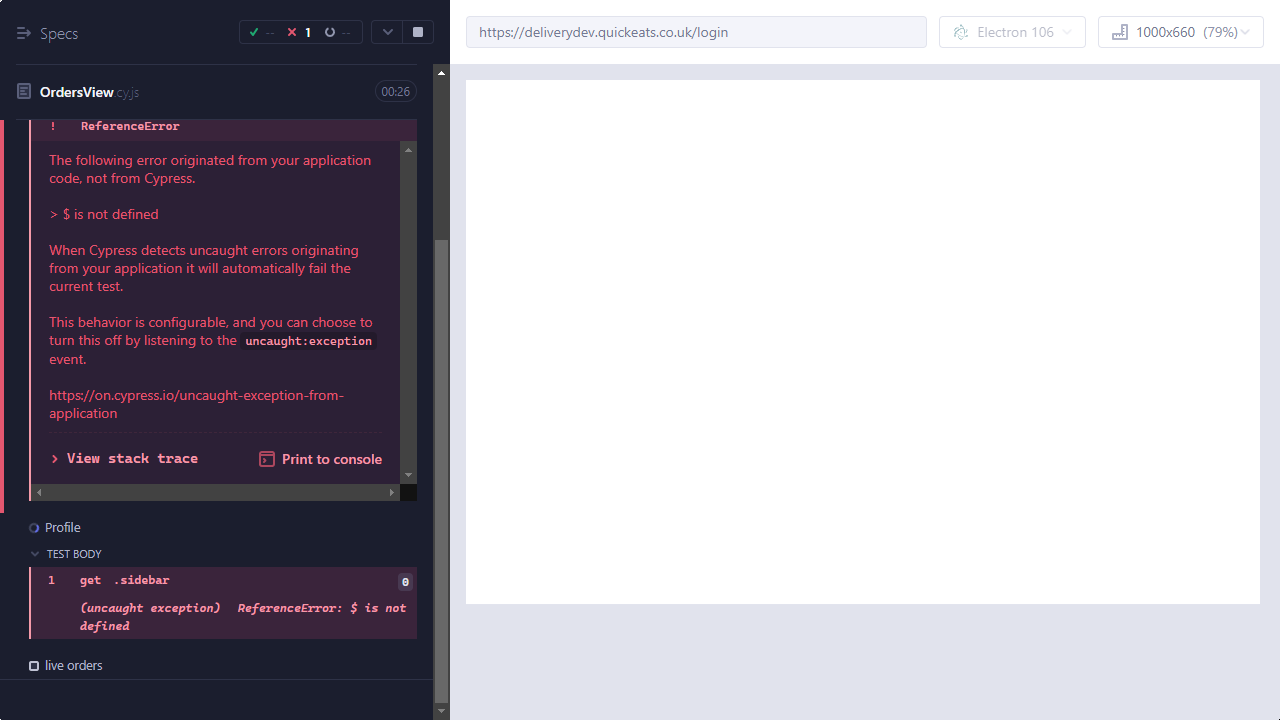 Specs
-- 1 --
https://deliverydev.quickeats.co.uk/login
Electron 106
1000x660 (79%)
OrdersView.cy.js
00:26
! ReferenceError
The following error originated from your application
code, not from Cypress.
> $ is not defined
When Cypress detects uncaught errors originating
from your application it will automatically fail the
current test.
This behavior is configurable, and you can choose to
turn this off by listening to the uncaught:exception
event.
https://on.cypress.io/uncaught-exception-from-
application
View stack trace
Print to console
Profile
TEST BODY
1 get .sidebar 0
(uncaught exception) ReferenceError: $ is not
defined
live orders